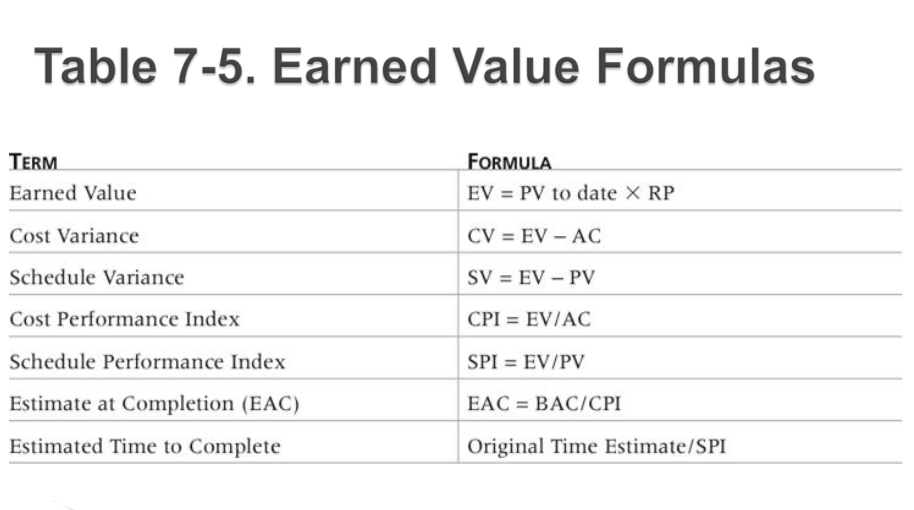 Table 7-5. Earned Value Formulas
TERM FORMULA
Earned Value EV = PV to date × RP
Cost Variance CV = EV – AC
Schedule Variance SV = EV – PV
Cost Performance Index CPI = EV/AC
Schedule Performance Index SPI = EV/PV
Estimate at Completion (EAC) EAC = BAC/CPI
Estimated Time to Complete Original Time Estimate/SPI